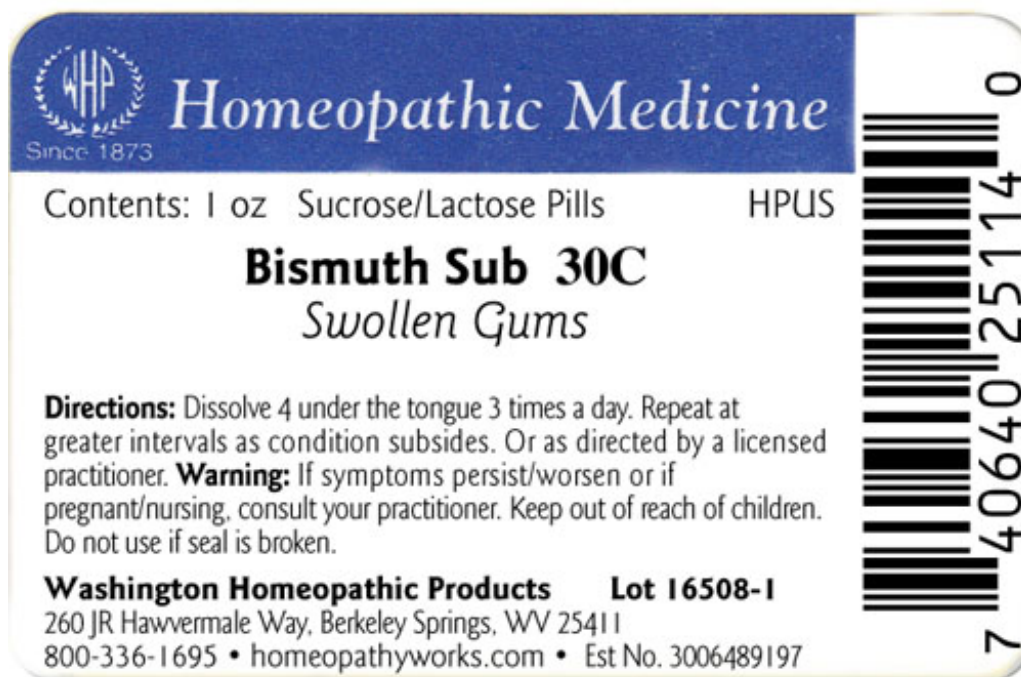 WHP
Since 1873
Homeopathic Medicine
Contents: 1 oz Sucrose/Lactose Pills HPUS
Bismuth Sub 30C
Swollen Gums
Directions: Dissolve 4 under the tongue 3 times a day. Repeat at
greater intervals as condition subsides. Or as directed by a licensed
practitioner. Warning: If symptoms persist/worsen or if
pregnant/nursing, consult your practitioner. Keep out of reach of children.
Do not use if seal is broken.
Washington Homeopathic Products Lot 16508-1
260 JR Hawvermale Way, Berkeley Springs, WV 25411
800-336-1695 • homeopathyworks.com • Est No. 3006489197
7 40640 25114 0